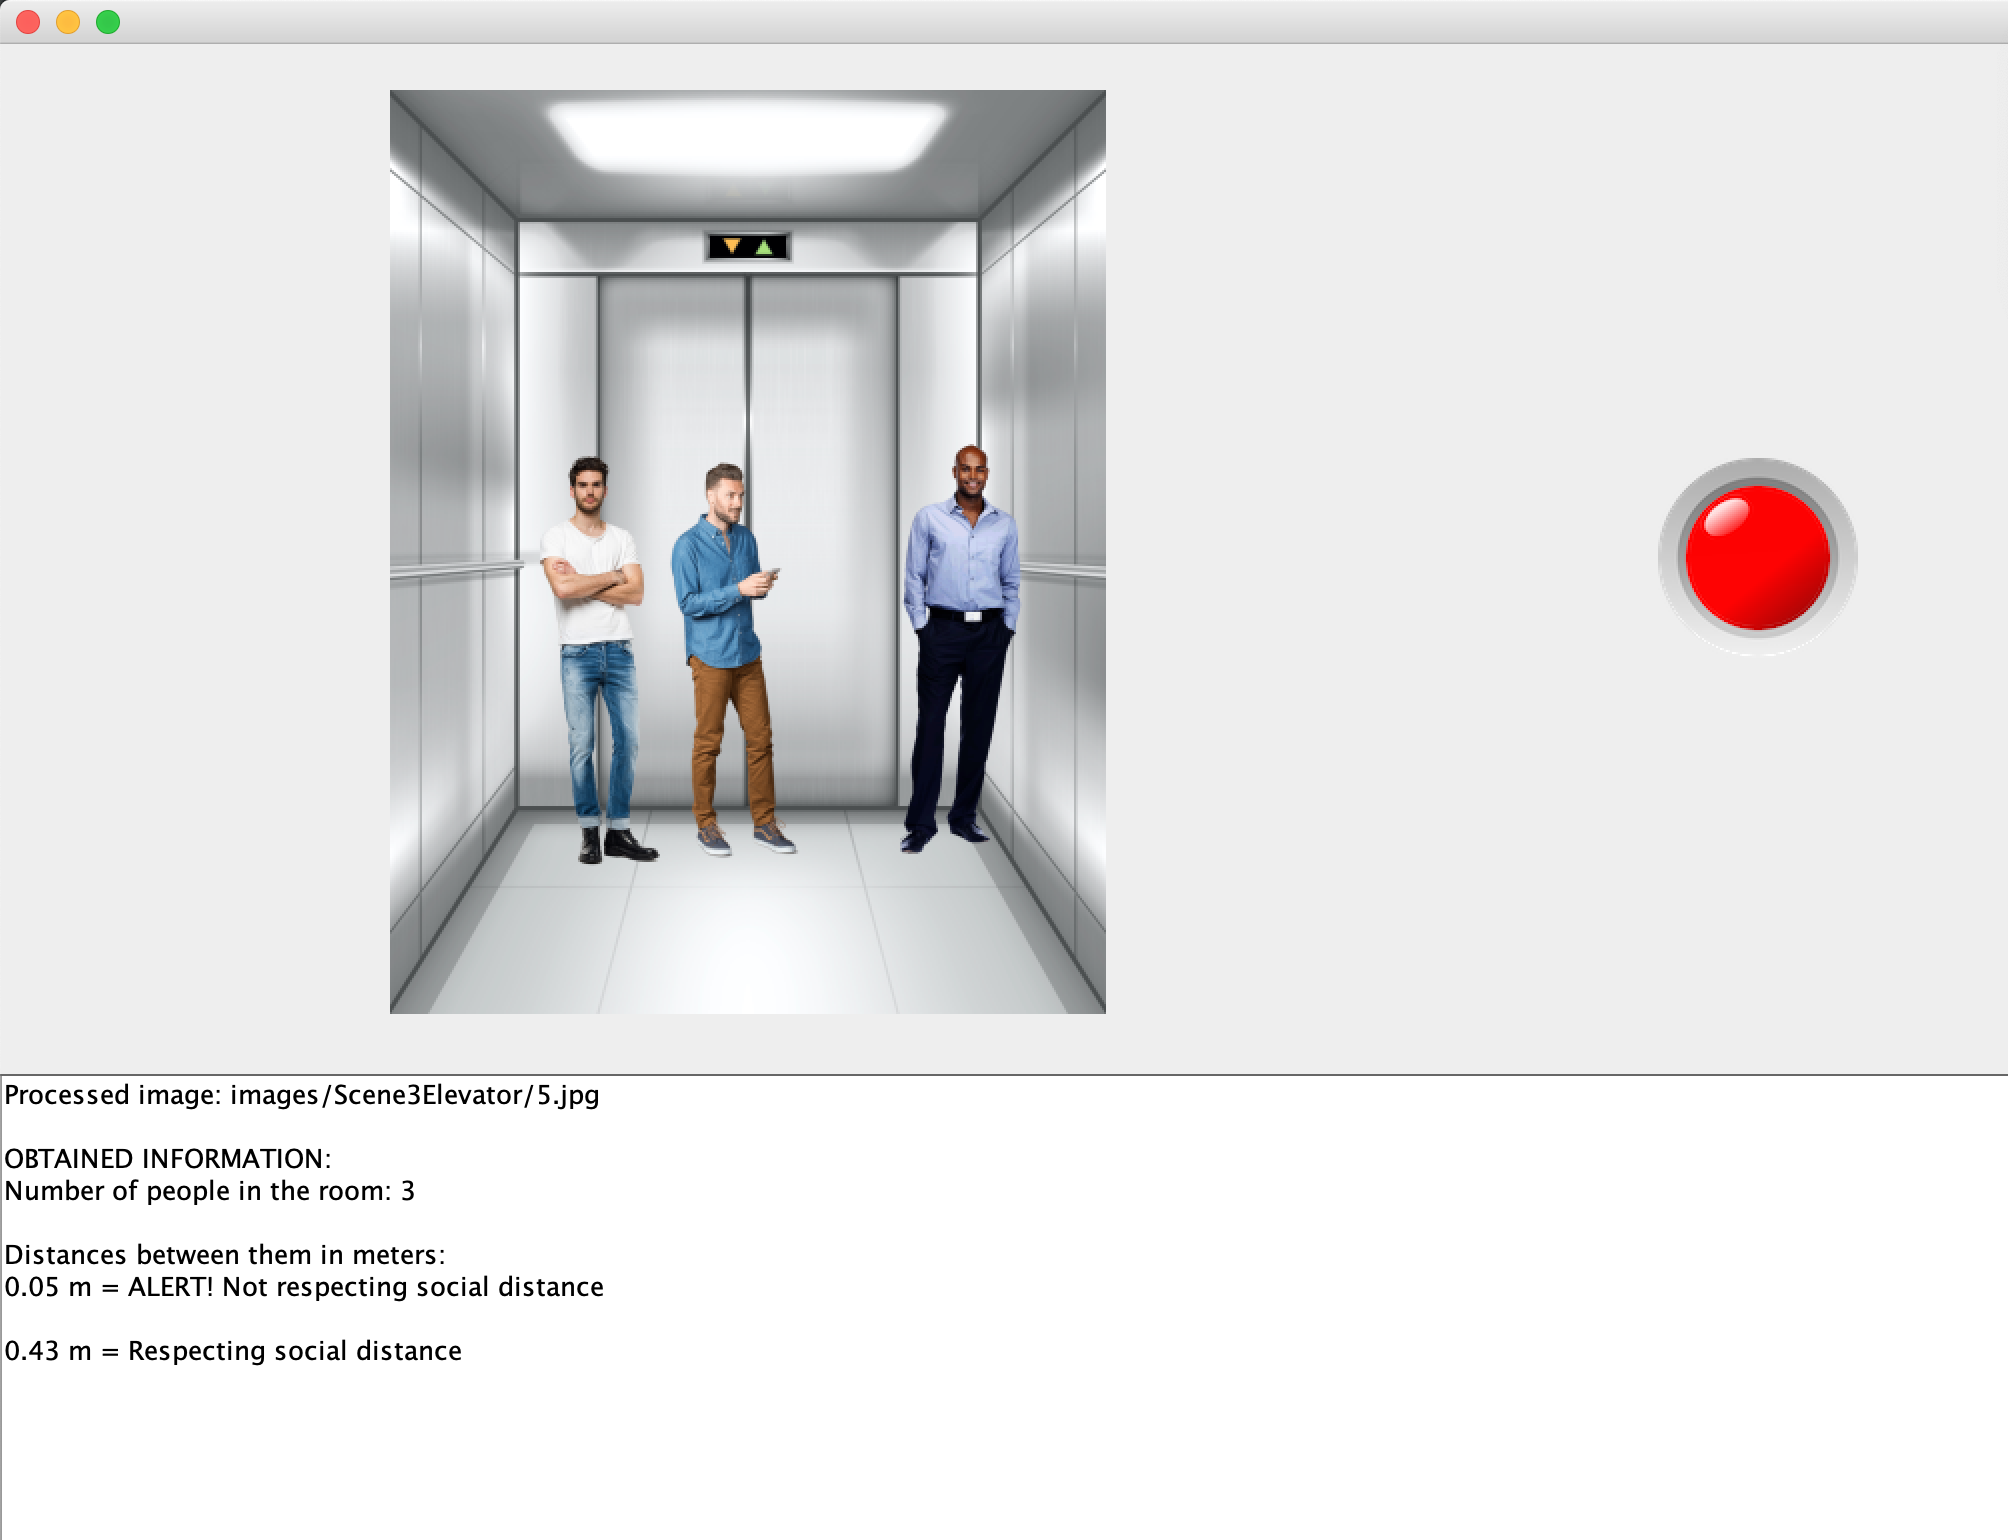 Processed image: images/Scene3Elevator/5.jpg
OBTAINED INFORMATION:
Number of people in the room: 3
Distances between them in meters:
0.05 m = ALERT! Not respecting social distance
0.43 m = Respecting social distance